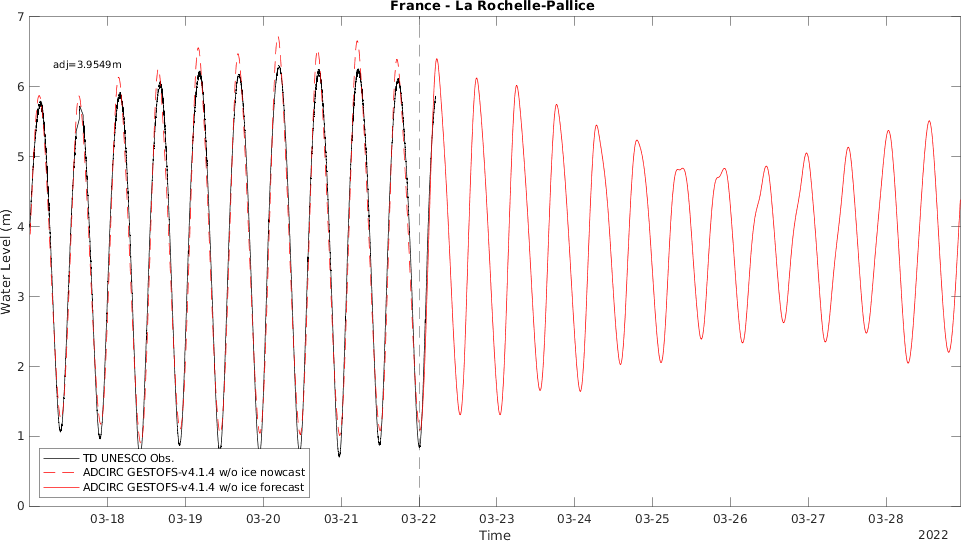 France - La Rochelle-Pallice
adj=3.9549m
Water Level (m)
7
6
5
4
3
2
1
0
TD UNESCO Obs.
ADCIRC GESTOFS-v4.1.4 w/o ice nowcast
ADCIRC GESTOFS-v4.1.4 w/o ice forecast
03-18 03-19 03-20 03-21 03-22 03-23 03-24 03-25 03-26 03-27 03-28
Time
2022